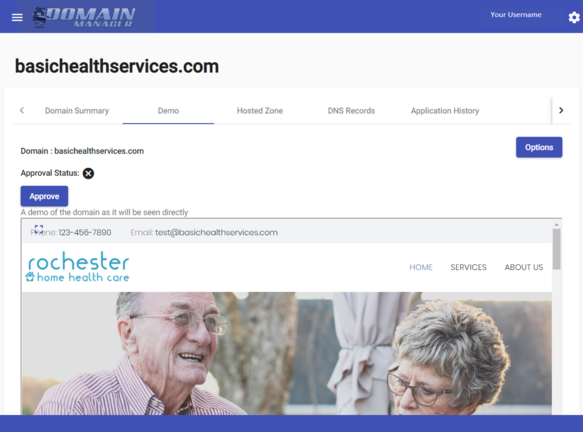 DOMAIN
MANAGER
Your Username
basichealthservices.com
Domain Summary
Demo
Hosted Zone
DNS Records
Application History
Domain : basichealthservices.com
Options
Approval Status:
Approve
A demo of the domain as it will be seen directly
Phone: 123-456-7890
Email: test@basichealthservices.com
rochester
home health care
HOME
SERVICES
ABOUT US